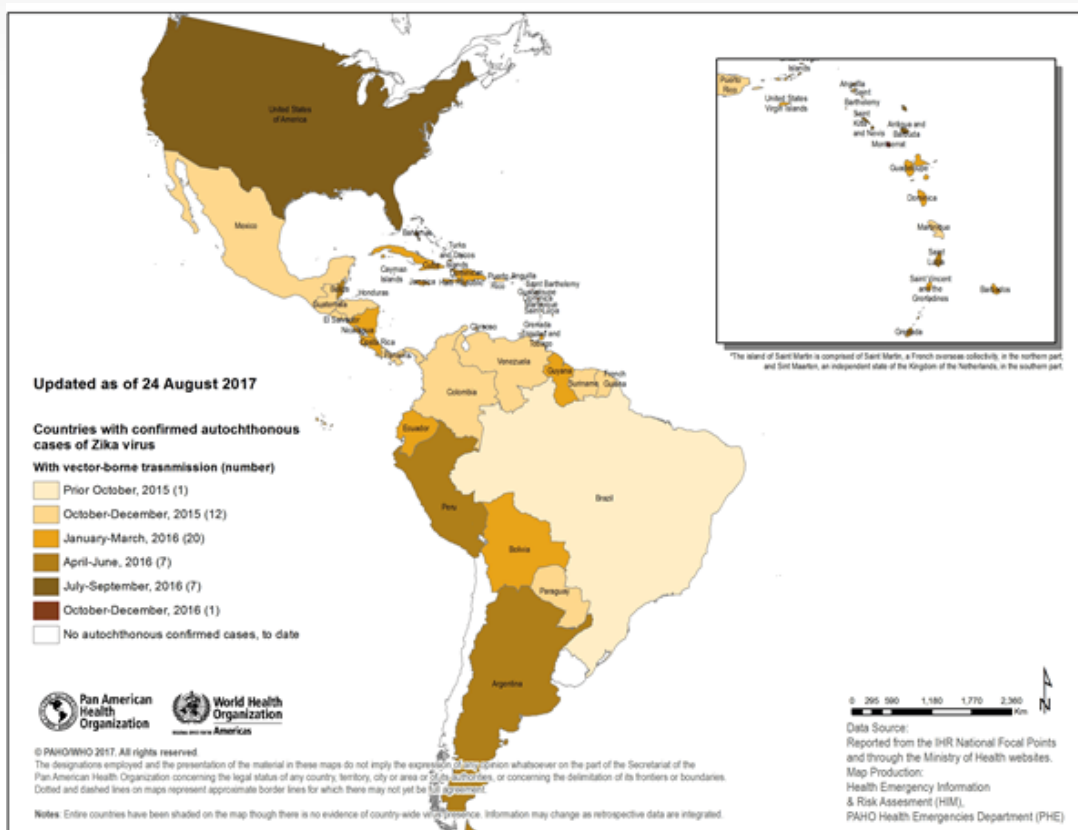 United States
of America
Mexico
Bahamas
Turks
and Caicos
Islands
Cuba
Cayman
Islands
Dominican
Republic
Jamaica
Haiti
Puerto
Rico
Anguilla
Saint Barthelemy
Guadeloupe
Dominica
Martinique
Saint Lucia
Belize
Honduras
Guatemala
El Salvador
Nicaragua
Grenada
Trinidad and
Tobago
Curacao
Costa Rica
Panama
Venezuela
Guyana
Suriname
French
Guiana
Colombia
Ecuador
Peru
Brazil
Bolivia
Paraguay
Argentina
Islands
Puerto
Rico
United States
Virgin Islands
Anguilla
Saint
Barthelemy
Saint
Kitts
and Nevis
Antigua and
Barbuda
Montserrat
Guadeloupe
Dominica
Martinique
Saint
Lucia
Saint Vincent
and the
Grenadines
Barbados
Grenada
*The island of Saint Martin is comprised of Saint Martin, a French overseas collectivity, in the northern part,
and Sint Maarten, an independent state of the Kingdom of the Netherlands, in the southern part.
Updated as of 24 August 2017
Countries with confirmed autochthonous
cases of Zika virus
With vector-borne trasnmission (number)
Prior October, 2015 (1)
October-December, 2015 (12)
January-March, 2016 (20)
April-June, 2016 (7)
July-September, 2016 (7)
October-December, 2016 (1)
No autochthonous confirmed cases, to date
Pan American
Health
Organization
World Health
Organization
Americas
0 295 590 1,180 1,770 2,360
Km
N
Data Source:
Reported from the IHR National Focal Points
and through the Ministry of Health websites.
Map Production:
Health Emergency Information
& Risk Assesment (HIM),
PAHO Health Emergencies Department (PHE)
© PAHO/WHO 2017. All rights reserved.
The designations employed and the presentation of the material in these maps do not imply the expression of any opinion whatsoever on the part of the Secretariat of the
Pan American Health Organization concerning the legal status of any country, territory, city or area or of its authorities, or concerning the delimitation of its frontiers or boundaries.
Dotted and dashed lines on maps represent approximate border lines for which there may not yet be full agreement.
Notes: Entire countries have been shaded on the map though there is no evidence of country-wide virus presence. Information may change as retrospective data are integrated.